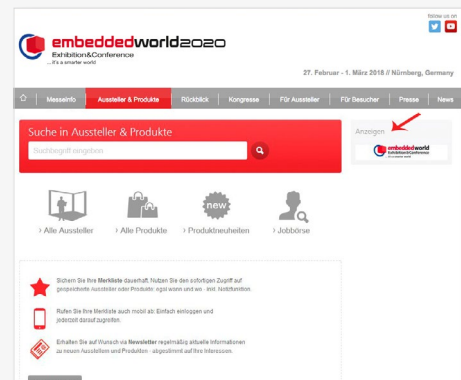 follow us on
embeddedworld2020
Exhibition&Conference
...it's a smarter world
27. Februar - 1. März 2018 // Nürnberg, Germany
Messeinfo Aussteller & Produkte Rückblick Kongresse Für Aussteller Für Besucher Presse News
Suche in Aussteller & Produkte
Suchbegriff eingeben
Anzeigen
embeddedworld
Exhibition&Conference
new
› Alle Aussteller › Alle Produkte › Produktneuheiten › Jobbörse
Sichern Sie Ihre Merkliste dauerhaft. Nutzen Sie den sofortigen Zugriff auf
gespeicherte Aussteller oder Produkte: egal wann und wo - inkl. Notizfunktion.
Rufen Sie Ihre Merkliste auch mobil ab: Einfach einloggen und
jederzeit darauf zugreifen.
Erhalten Sie auf Wunsch via Newsletter regelmäßig aktuelle Informationen
zu neuen Ausstellern und Produkten - abgestimmt auf Ihre Interessen.